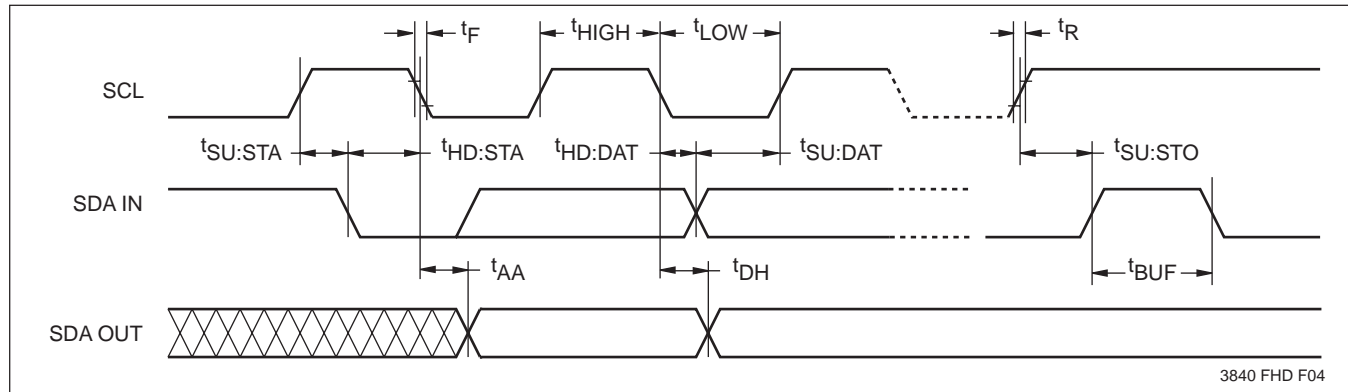 tF
tHIGH
tLOW
tR
SCL
tSU:STA
tHD:STA
tHD:DAT
tSU:DAT
tSU:STO
SDA IN
tAA
tDH
tBUF
SDA OUT
3840 FHD F04